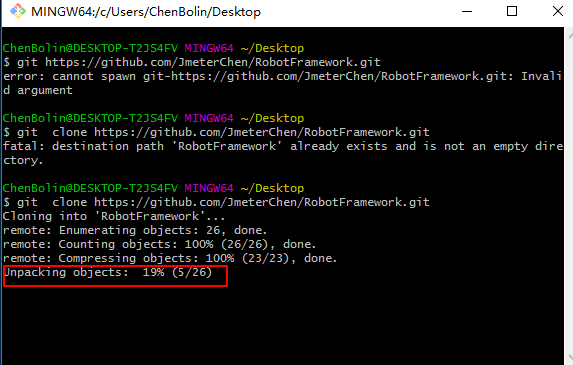 MINGW64:/c/Users/ChenBolin/Desktop
ChenBolin@DESKTOP-T2JS4FV MINGW64 ~/Desktop
$ git https://github.com/JmeterChen/RobotFramework.git
error: cannot spawn git-https://github.com/JmeterChen/RobotFramework.git: Invali
d argument
ChenBolin@DESKTOP-T2JS4FV MINGW64 ~/Desktop
$ git  clone https://github.com/JmeterChen/RobotFramework.git
fatal: destination path 'RobotFramework' already exists and is not an empty dire
ctory.
ChenBolin@DESKTOP-T2JS4FV MINGW64 ~/Desktop
$ git  clone https://github.com/JmeterChen/RobotFramework.git
Cloning into 'RobotFramework'...
remote: Enumerating objects: 26, done.
remote: Counting objects: 100% (26/26), done.
remote: Compressing objects: 100% (23/23), done.
Unpacking objects:  19% (5/26)